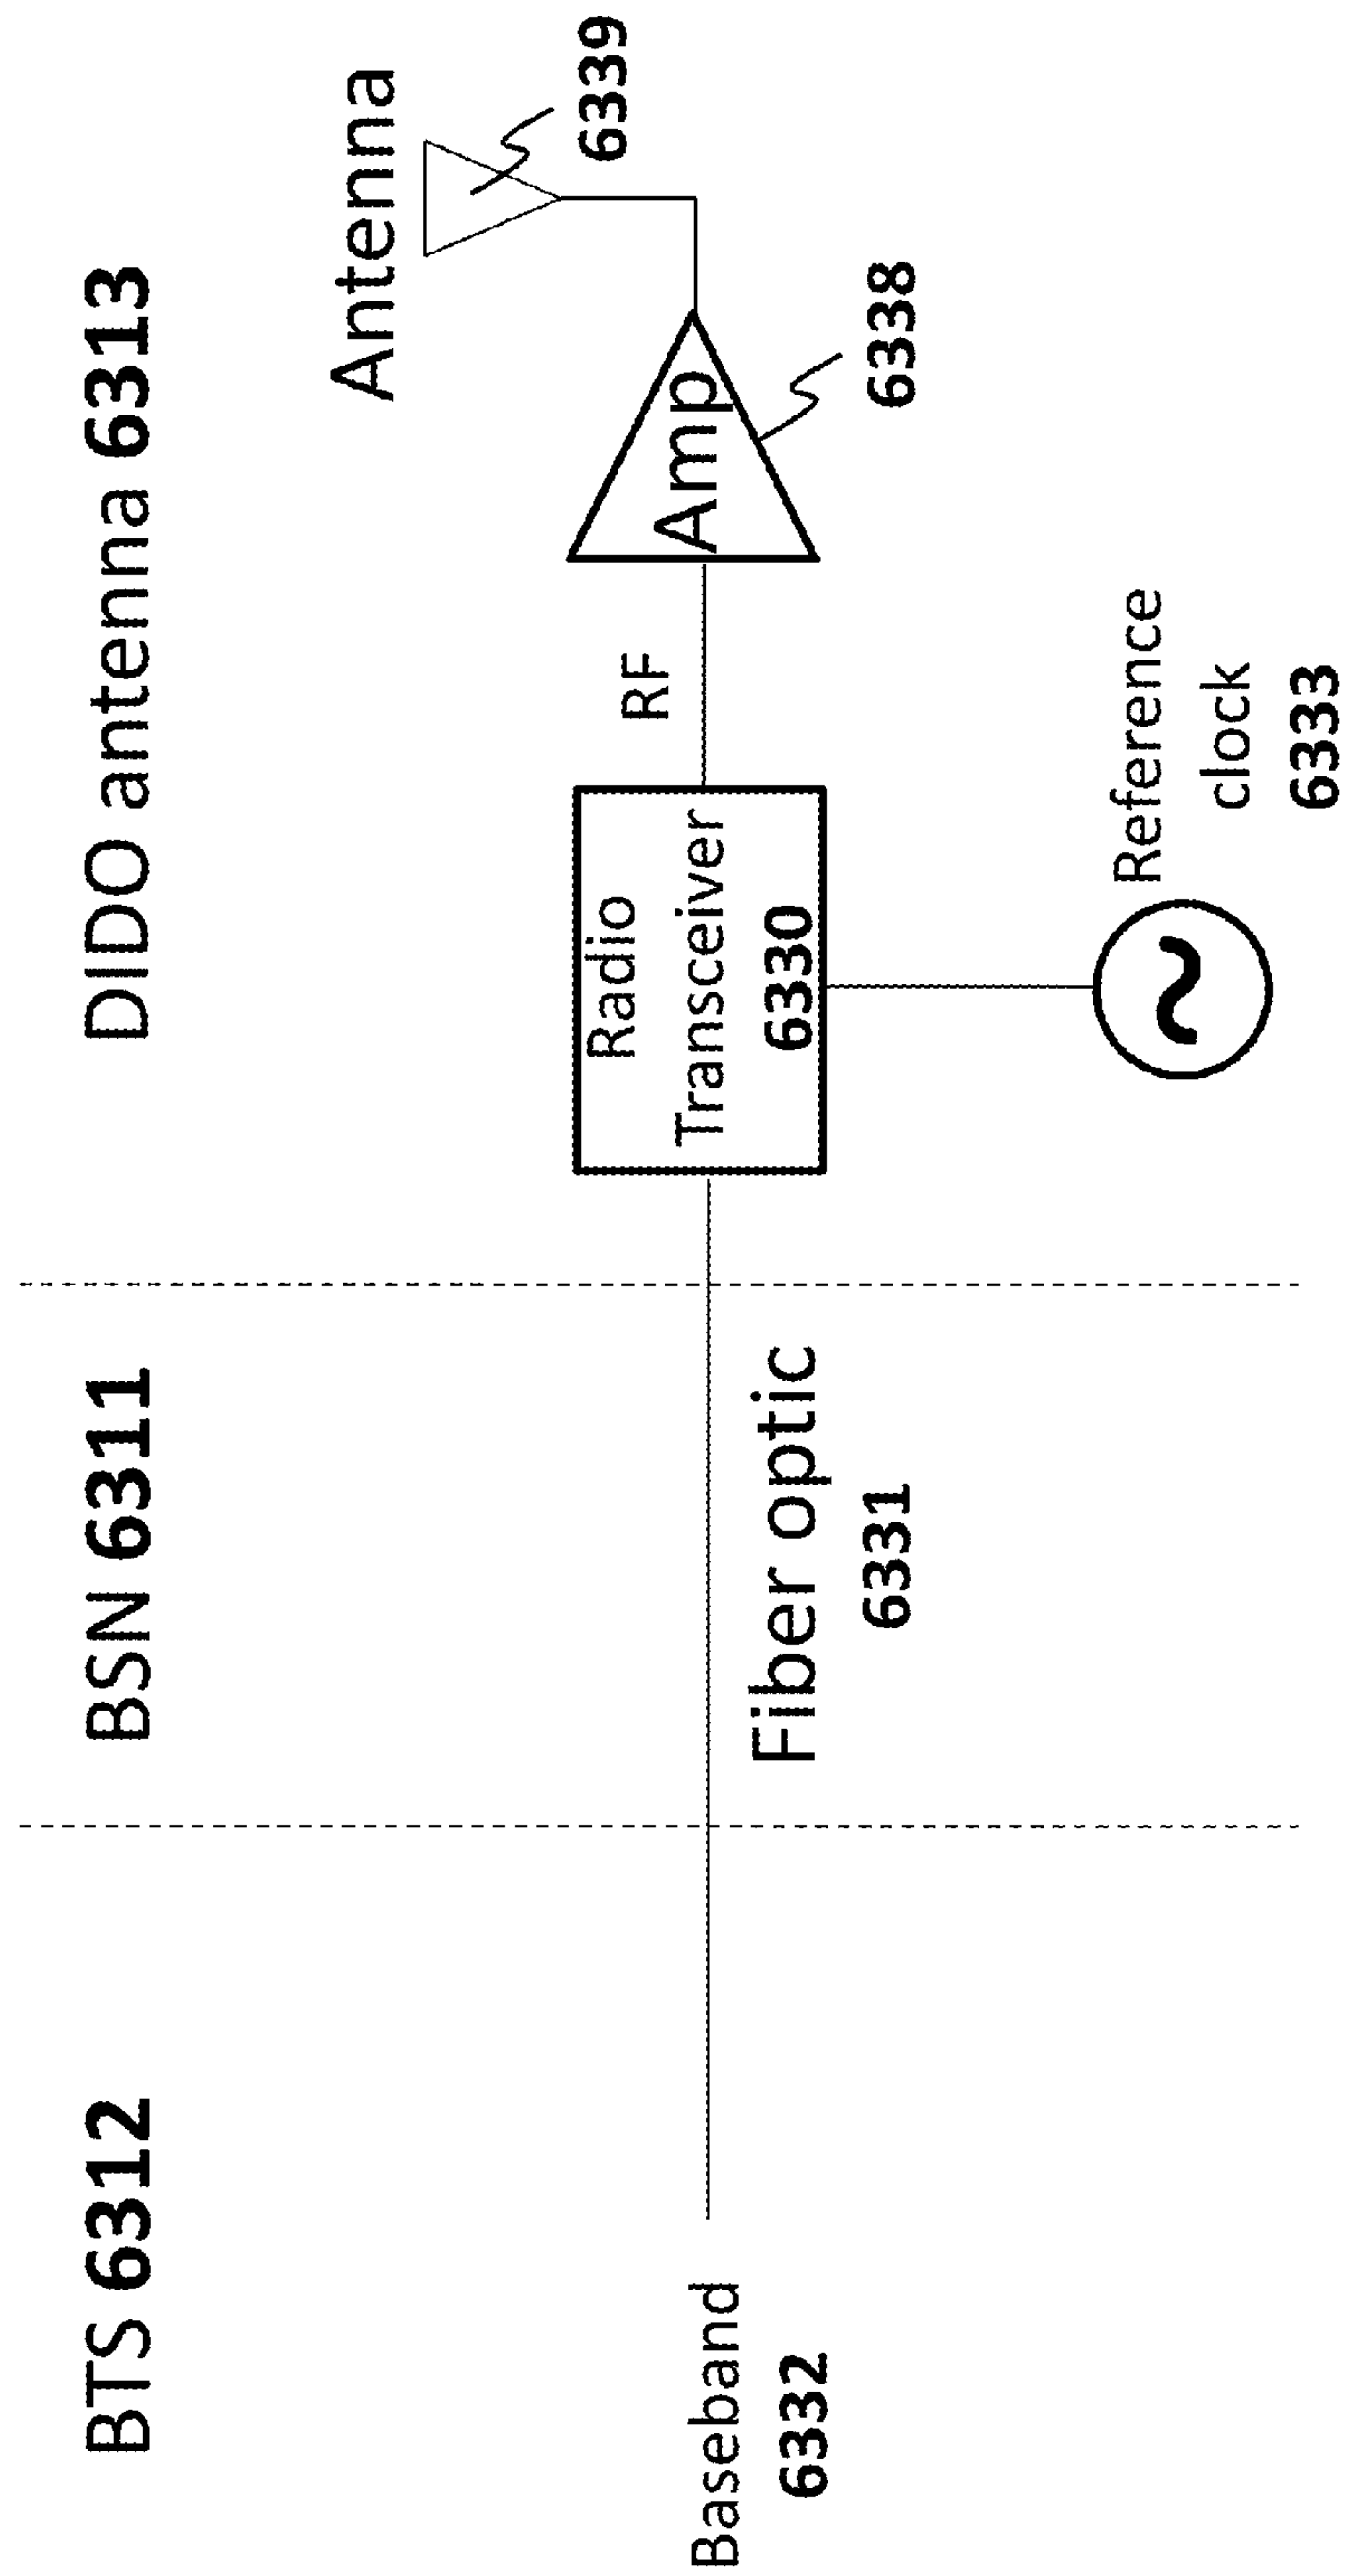 BTS 6312
BSN 6311
DIDO antenna 6313
Antenna
6339
RF
Amp
6338
Radio
Transceiver
6330
Baseband
6332
Fiber optic
6331
Reference
clock
6333